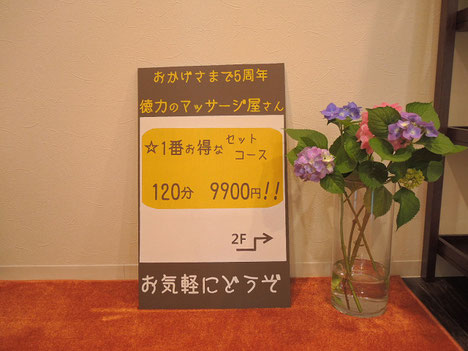 おかげさまで5周年
徳力のマッサージ屋さん
☆1番お得なセット
コース
120分 9900円!!
2F
お気軽にどうぞ